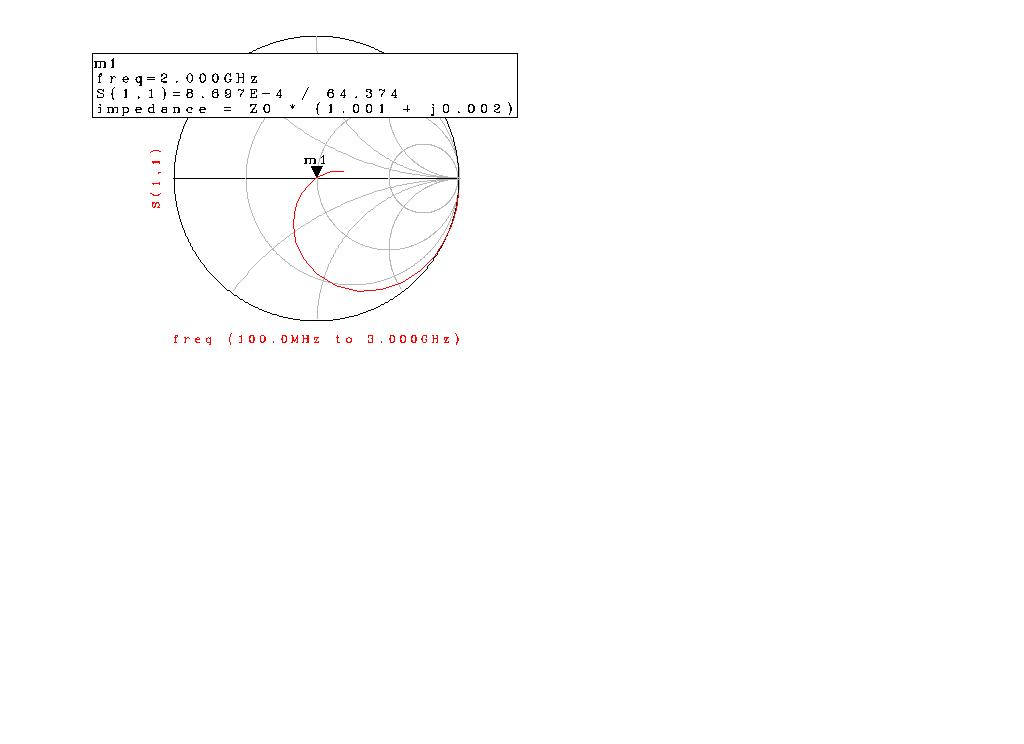 m1
freq=2.000GHz
S(1,1)=8.697E-4 / 64.374
impedance = Z0 * (1.001 + j0.002)
m1
S(1,1)
freq (100.0MHz to 3.000GHz)